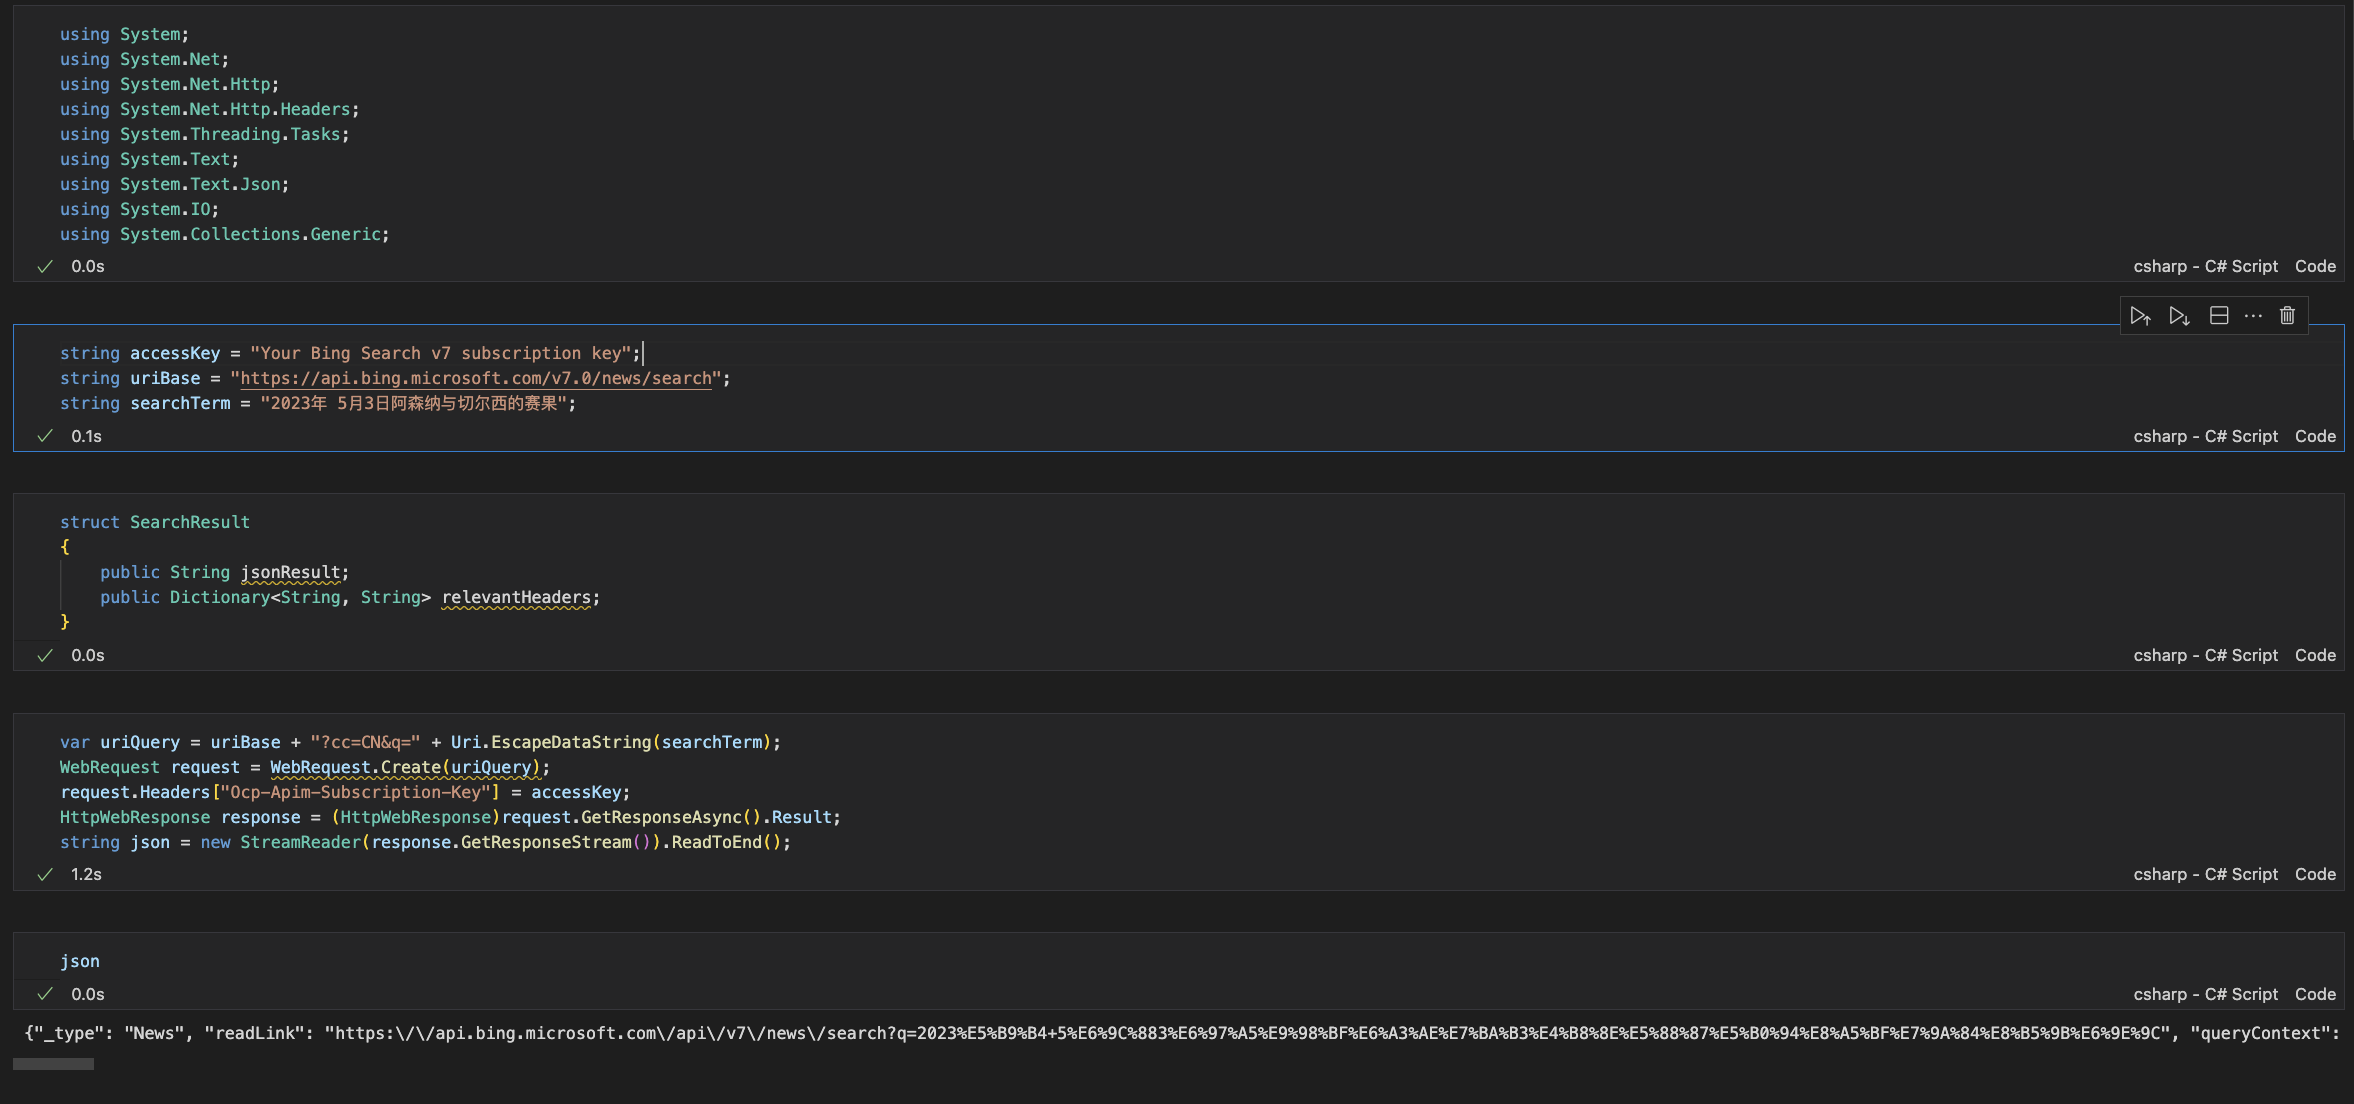 using System;
using System.Net;
using System.Net.Http;
using System.Net.Http.Headers;
using System.Threading.Tasks;
using System.Text;
using System.Text.Json;
using System.IO;
using System.Collections.Generic;
0.0s
csharp - C# Script Code
string accessKey = "Your Bing Search v7 subscription key";
string uriBase = "https://api.bing.microsoft.com/v7.0/news/search";
string searchTerm = "2023年 5月3日阿森纳与切尔西的赛果";
0.1s
csharp - C# Script Code
struct SearchResult
{
    public String jsonResult;
    public Dictionary<String, String> relevantHeaders;
}
0.0s
csharp - C# Script Code
var uriQuery = uriBase + "?cc=CN&q=" + Uri.EscapeDataString(searchTerm);
WebRequest request = WebRequest.Create(uriQuery);
request.Headers["Ocp-Apim-Subscription-Key"] = accessKey;
HttpWebResponse response = (HttpWebResponse)request.GetResponseAsync().Result;
string json = new StreamReader(response.GetResponseStream()).ReadToEnd();
1.2s
csharp - C# Script Code
json
0.0s
csharp - C# Script Code
{"_type": "News", "readLink": "https:\/\/api.bing.microsoft.com\/api\/v7\/news\/search?q=2023%E5%B9%B4+5%E6%9C%883%E6%97%A5%E9%98%BF%E6%A3%AE%E7%BA%B3%E4%B8%8E%E5%88%87%E5%B0%94%E8%A5%BF%E7%9A%84%E8%B5%9B%E6%9E%9C", "queryContext":